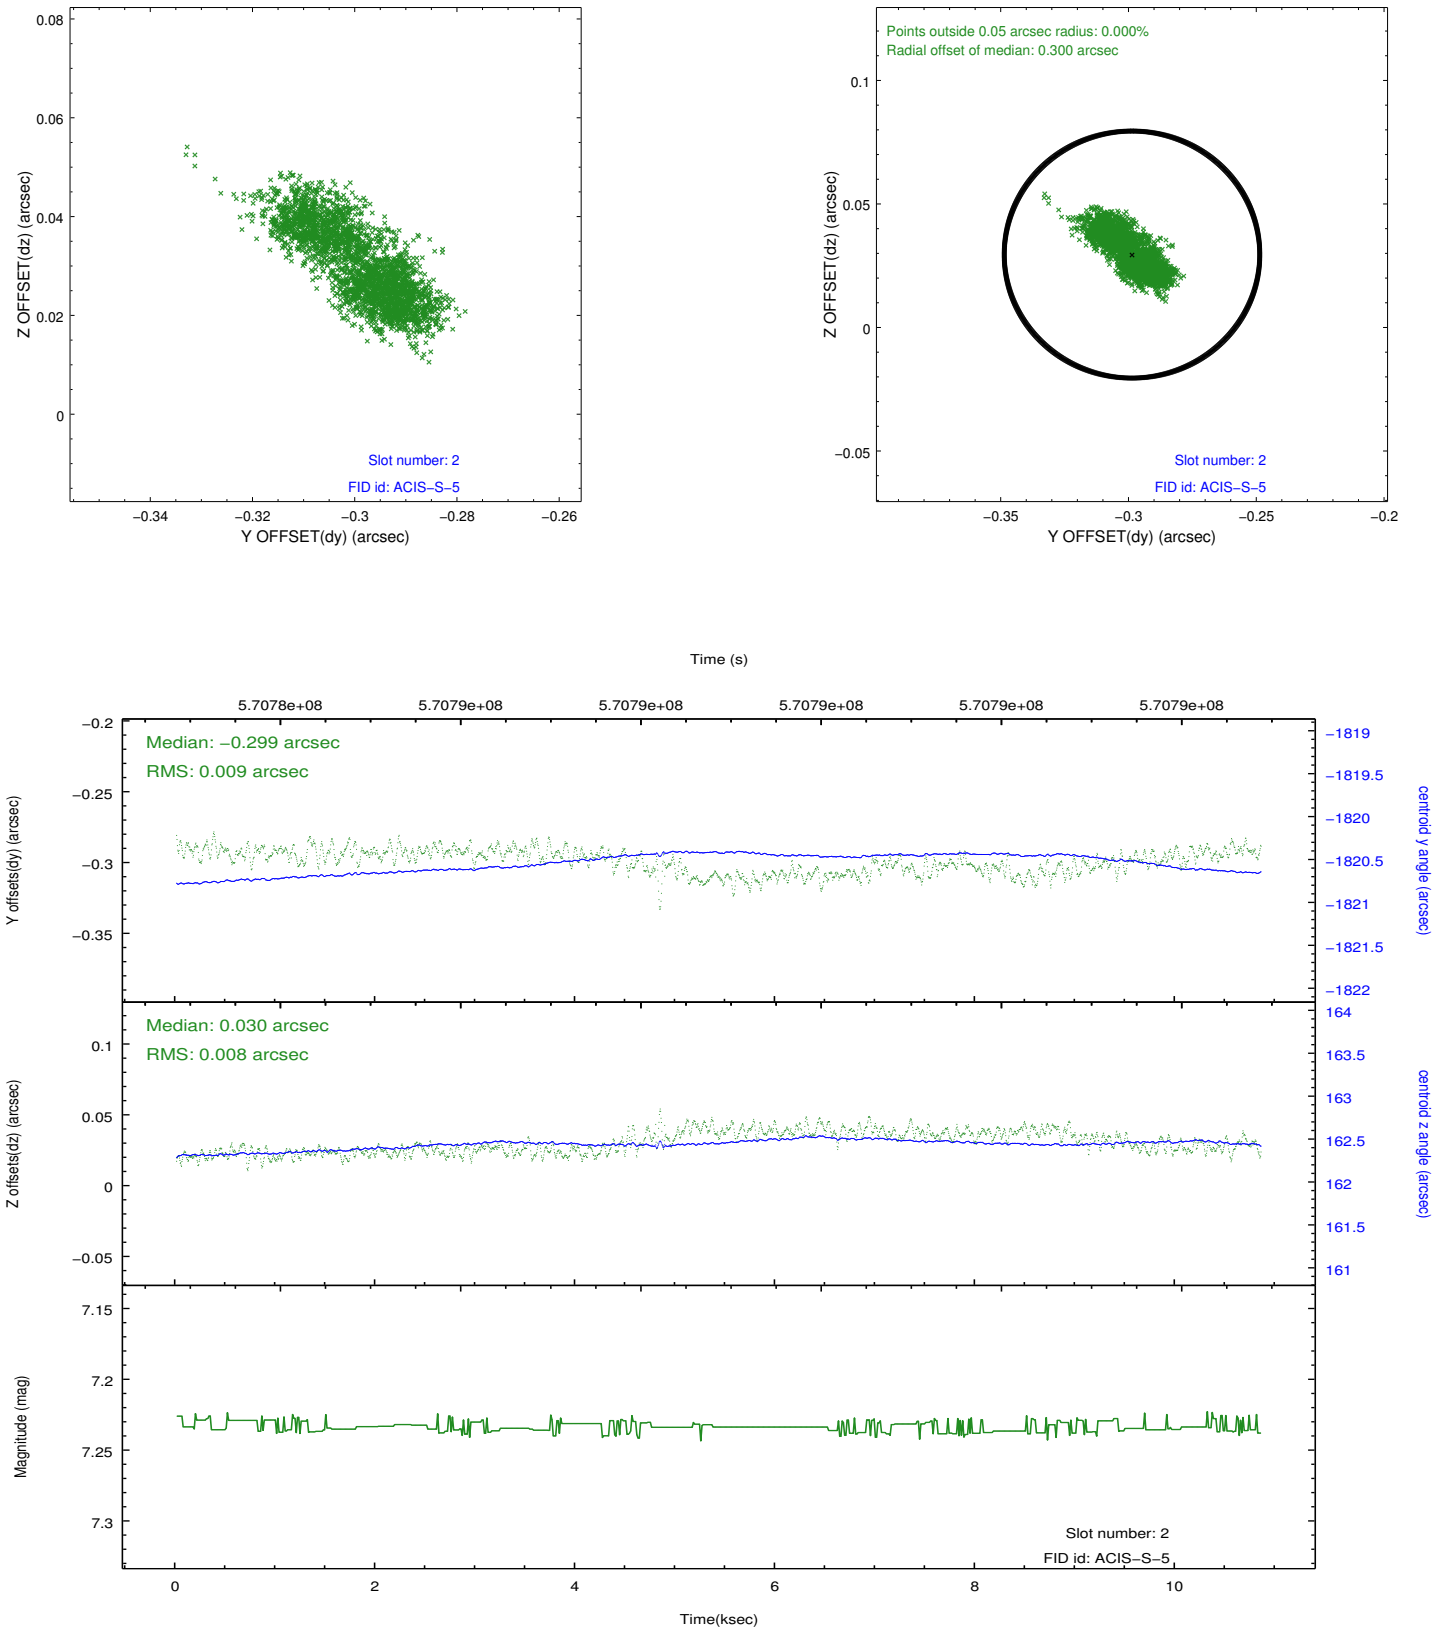 0.08
0.06
0.04
0.02
0
Z OFFSET(dz) (arcsec)
Slot number: 2
FID id: ACIS−S−5
−0.34
−0.32
−0.3
−0.28
−0.26
Y OFFSET(dy) (arcsec)
Points outside 0.05 arcsec radius: 0.000%
Radial offset of median: 0.300 arcsec
0.1
0.05
0
−0.05
Z OFFSET(dz) (arcsec)
Slot number: 2
FID id: ACIS−S−5
−0.35
−0.3
−0.25
−0.2
Y OFFSET(dy) (arcsec)
Time (s)
5.7078e+08
5.7079e+08
5.7079e+08
5.7079e+08
5.7079e+08
5.7079e+08
−0.2
−0.25
−0.3
−0.35
Y offsets(dy) (arcsec)
Median: −0.299 arcsec
RMS: 0.009 arcsec
−1819
−1819.5
−1820
−1820.5
−1821
−1821.5
−1822
centroid y angle (arcsec)
0.1
0.05
0
−0.05
Z offsets(dz) (arcsec)
Median: 0.030 arcsec
RMS: 0.008 arcsec
164
163.5
163
162.5
162
161.5
161
centroid z angle (arcsec)
7.15
7.2
7.25
7.3
Magnitude (mag)
Slot number: 2
FID id: ACIS−S−5
0
2
4
6
8
10
Time(ksec)